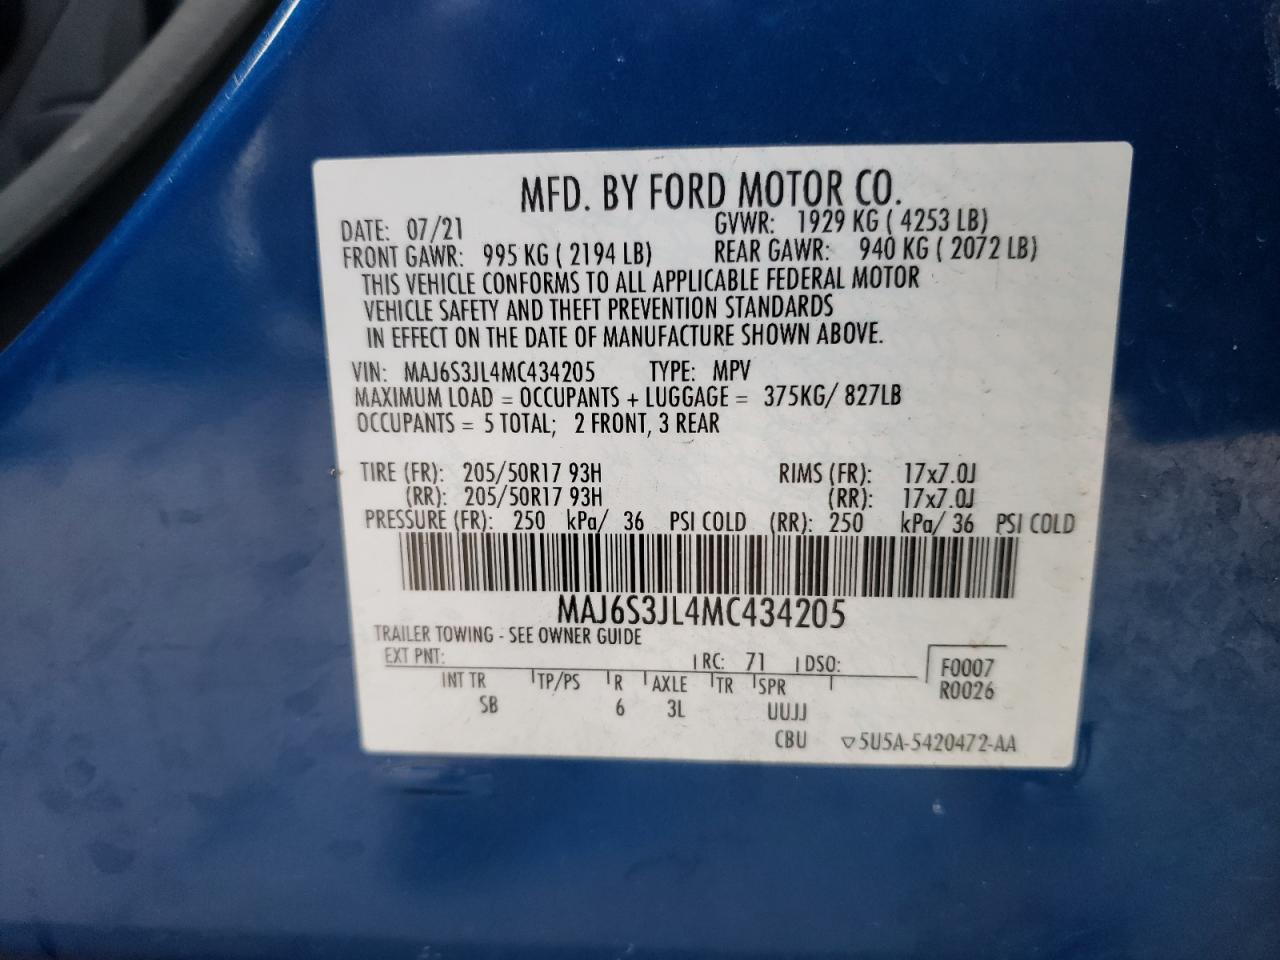 MFD. BY FORD MOTOR CO.
DATE: 07/21 GVWR: 1929 KG ( 4253 LB)
FRONT GAWR: 995 KG ( 2194 LB) REAR GAWR: 940 KG ( 2072 LB)
THIS VEHICLE CONFORMS TO ALL APPLICABLE FEDERAL MOTOR
VEHICLE SAFETY AND THEFT PREVENTION STANDARDS
IN EFFECT ON THE DATE OF MANUFACTURE SHOWN ABOVE.
VIN: MAJ6S3JL4MC434205 TYPE: MPV
MAXIMUM LOAD = OCCUPANTS + LUGGAGE = 375KG/ 827LB
OCCUPANTS = 5 TOTAL; 2 FRONT, 3 REAR
TIRE (FR): 205/50R17 93H RIMS (FR): 17x7.0J
(RR): 205/50R17 93H (RR): 17x7.0J
PRESSURE (FR): 250 kPa/ 36 PSI COLD (RR): 250 kPa/ 36 PSI COLD
MAJ6S3JL4MC434205
TRAILER TOWING - SEE OWNER GUIDE
EXT PNT: RC: 71 DSO: F0007
INT TR TP/PS R AXLE TR SPR R0026
SB 6 3L UUJJ
CBU ▽5U5A-5420472-AA